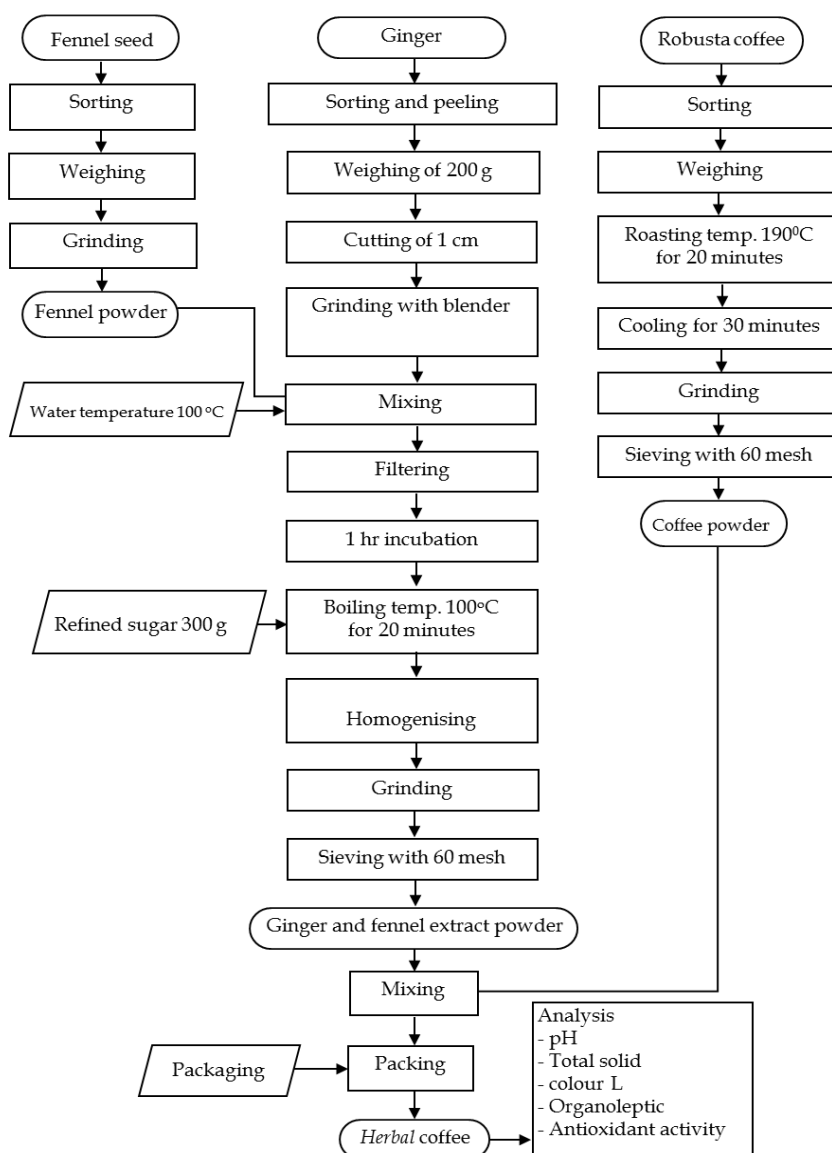 Fennel seed
Sorting
Weighing
Grinding
Fennel powder
Water temperature 100 °C
Refined sugar 300 g
Ginger
Sorting and peeling
Weighing of 200 g
Cutting of 1 cm
Grinding with blender
Mixing
Filtering
1 hr incubation
Boiling temp. 100°C
for 20 minutes
Homogenising
Grinding
Sieving with 60 mesh
Ginger and fennel extract powder
Mixing
Packaging
Packing
Herbal coffee
Robusta coffee
Sorting
Weighing
Roasting temp. 190⁰C
for 20 minutes
Cooling for 30 minutes
Grinding
Sieving with 60 mesh
Coffee powder
Analysis
- pH
- Total solid
- colour L
- Organoleptic
- Antioxidant activity